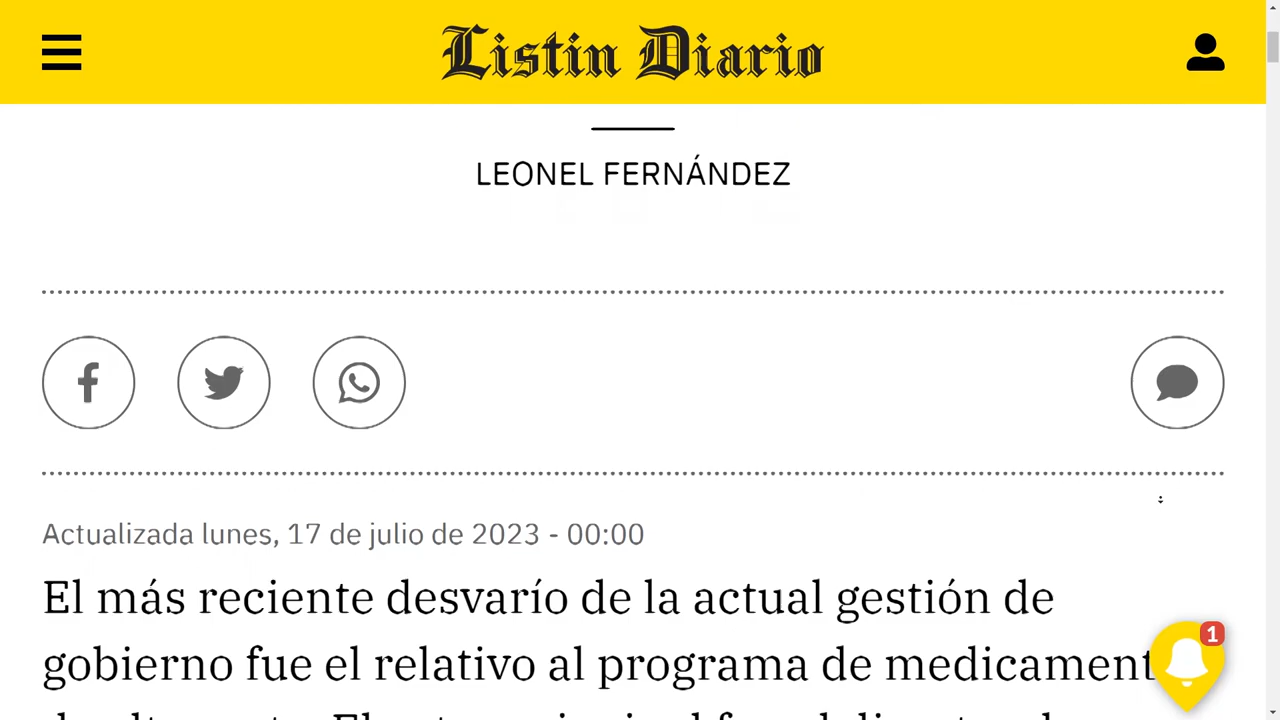 Listin Diario
LEONEL FERNÁNDEZ
Actualizada lunes, 17 de julio de 2023 - 00:00
El más reciente desvarío de la actual gestión de
1
gobierno fue el relativo al programa de